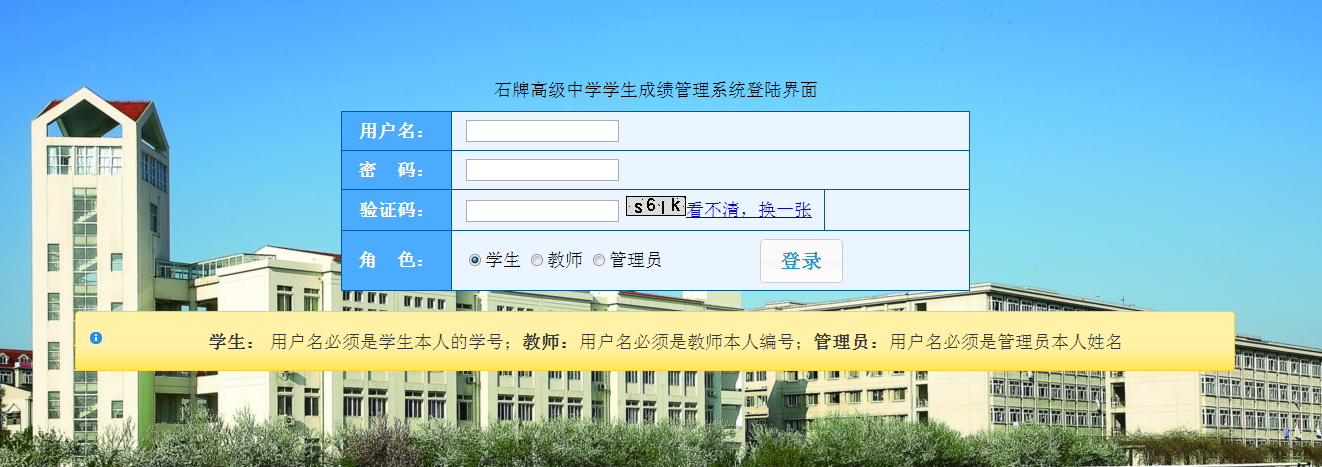 石牌高级中学学生成绩管理系统登陆界面
用户名：
密　码：
验证码： s6lk 看不清，换一张
角　色： 学生 教师 管理员 登录
学生： 用户名必须是学生本人的学号；教师：用户名必须是教师本人编号；管理员：用户名必须是管理员本人姓名